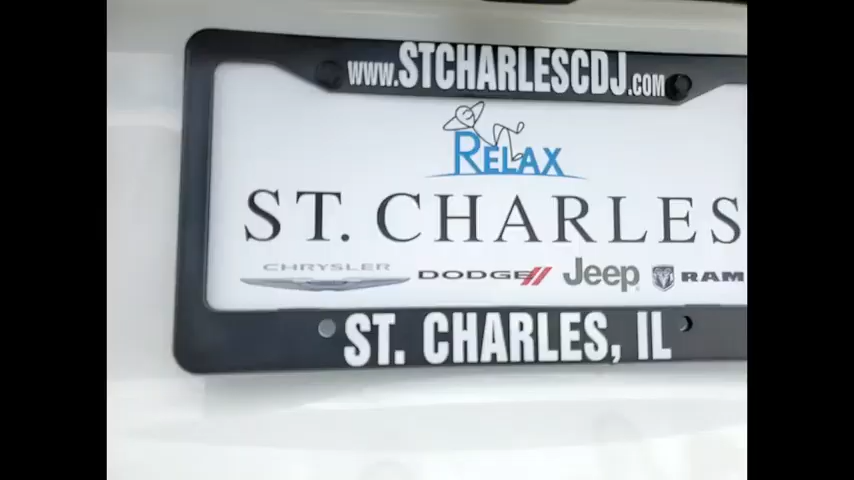 www.STCHARLESCDJ.com
RELAX
ST. CHARLES
CHRYSLER DODGE Jeep RAM
ST. CHARLES, IL